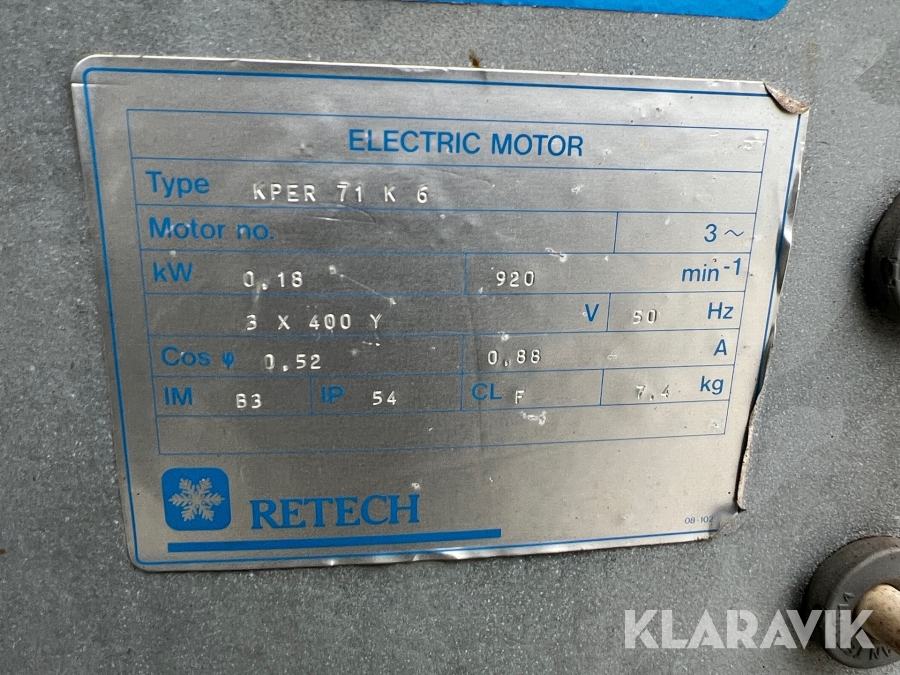 ELECTRIC MOTOR
Type KPER 71 K 6
Motor no. 3 ~
kW 0,18 920 min-1
3 X 400 Y V 50 Hz
Cos φ 0,52 0,88 A
IM B3 IP 54 CL F 7,4 kg
RETECH
08-102
KLARAVIK